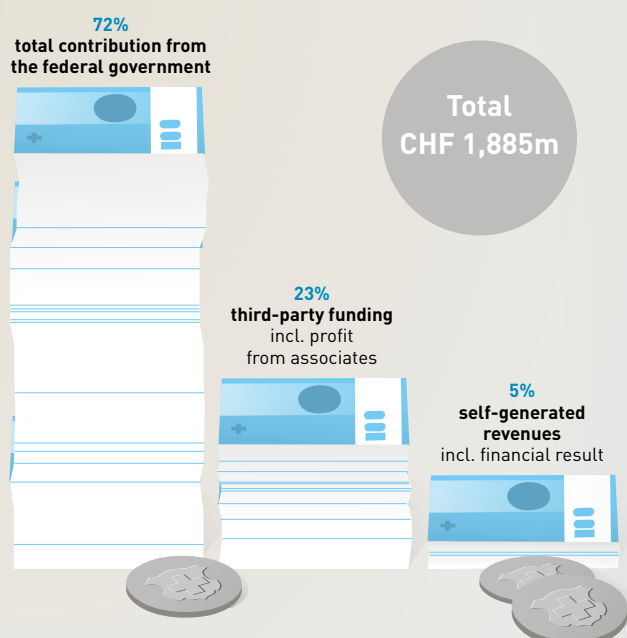 72%
total contribution from
the federal government
Total
CHF 1,885m
23%
third-party funding
incl. profit
from associates
5%
self-generated
revenues
incl. financial result